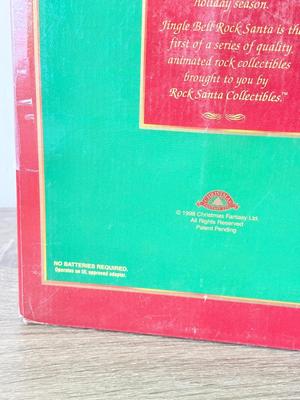 holiday season.
Jingle Bell Rock Santa is the
first of a series of quality
animated rock collectibles
brought to you by
Rock Santa Collectibles.™
CHRISTMAS
© 1998 Christmas Fantasy Ltd.
All Rights Reserved
Patent Pending
NO BATTERIES REQUIRED.
Operates on UL approved adapter.